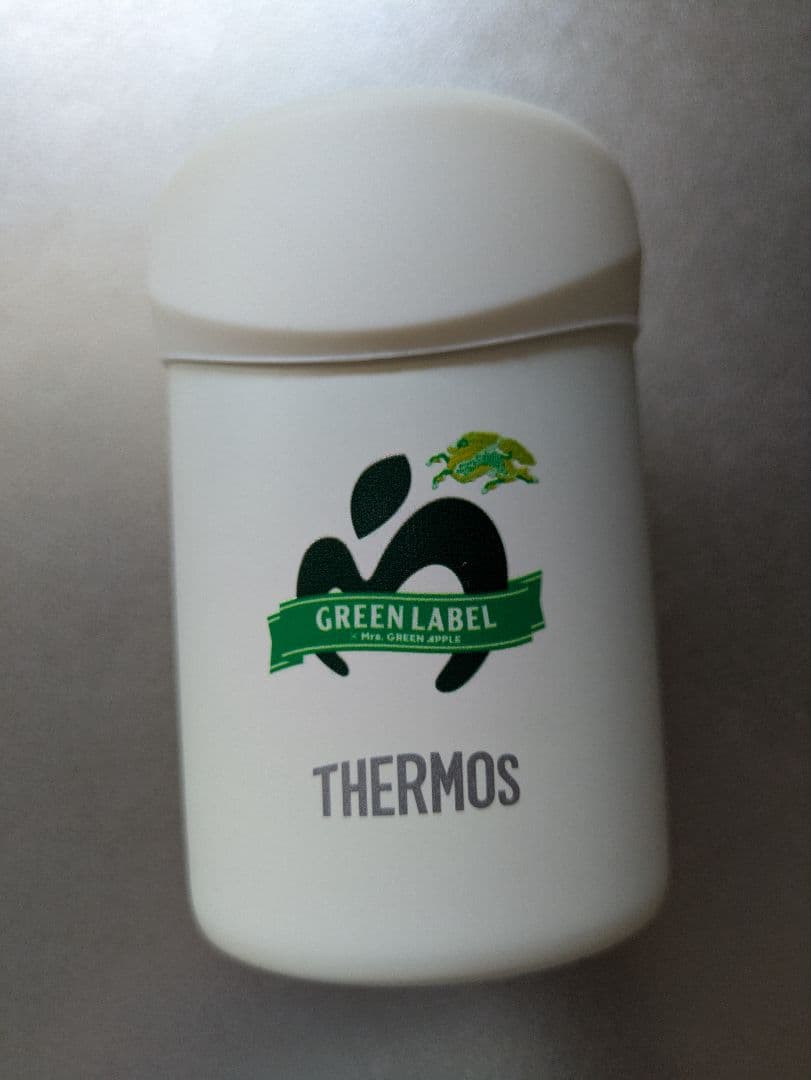 GREEN LABEL
× Mrs. GREEN APPLE
THERMOS